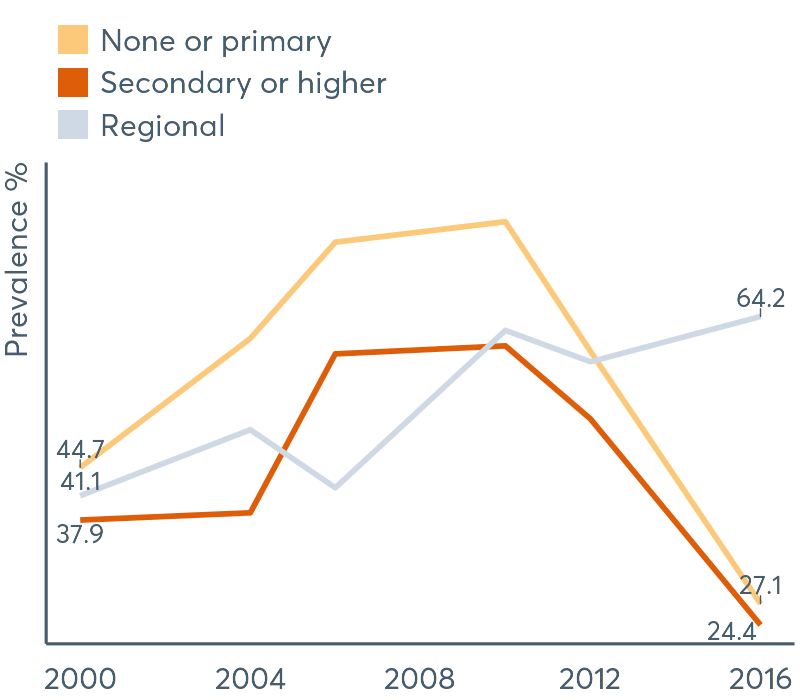 None or primary
Secondary or higher
Regional
Prevalence %
64.2
44.7
41.1
37.9
27.1
24.4
2000 2004 2008 2012 2016